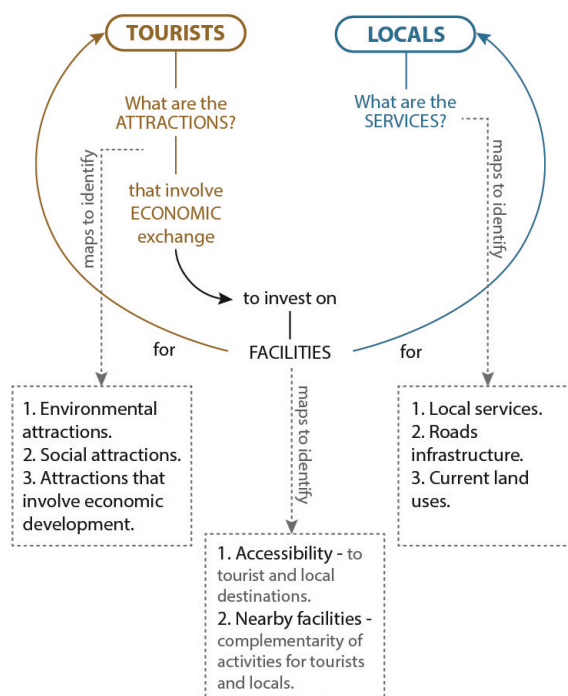 TOURISTS
LOCALS
What are the
ATTRACTIONS?
What are the
SERVICES?
maps to identify
maps to identify
that involve
ECONOMIC
exchange
to invest on
for
FACILITIES
for
maps to identify
1. Environmental
attractions.
2. Social attractions.
3. Attractions that
involve economic
development.
1. Local services.
2. Roads
infrastructure.
3. Current land
uses.
1. Accessibility - to
tourist and local
destinations.
2. Nearby facilities -
complementarity of
activities for tourists
and locals.